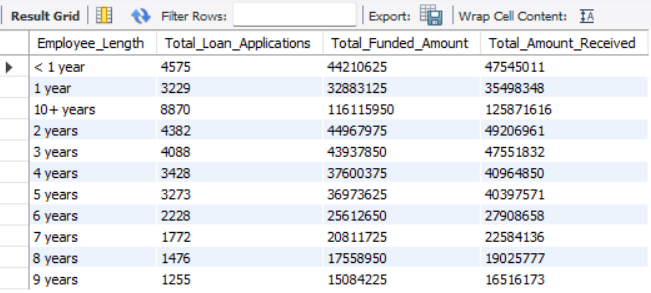 Result Grid Filter Rows: Export: Wrap Cell Content: IA
Employee_Length Total_Loan_Applications Total_Funded_Amount Total_Amount_Received
< 1 year 4575 44210625 47545011
1 year 3229 32883125 35498348
10+ years 8870 116115950 125871616
2 years 4382 44967975 49206961
3 years 4088 43937850 47551832
4 years 3428 37600375 40964850
5 years 3273 36973625 40397571
6 years 2228 25612650 27908658
7 years 1772 20811725 22584136
8 years 1476 17558950 19025777
9 years 1255 15084225 16516173